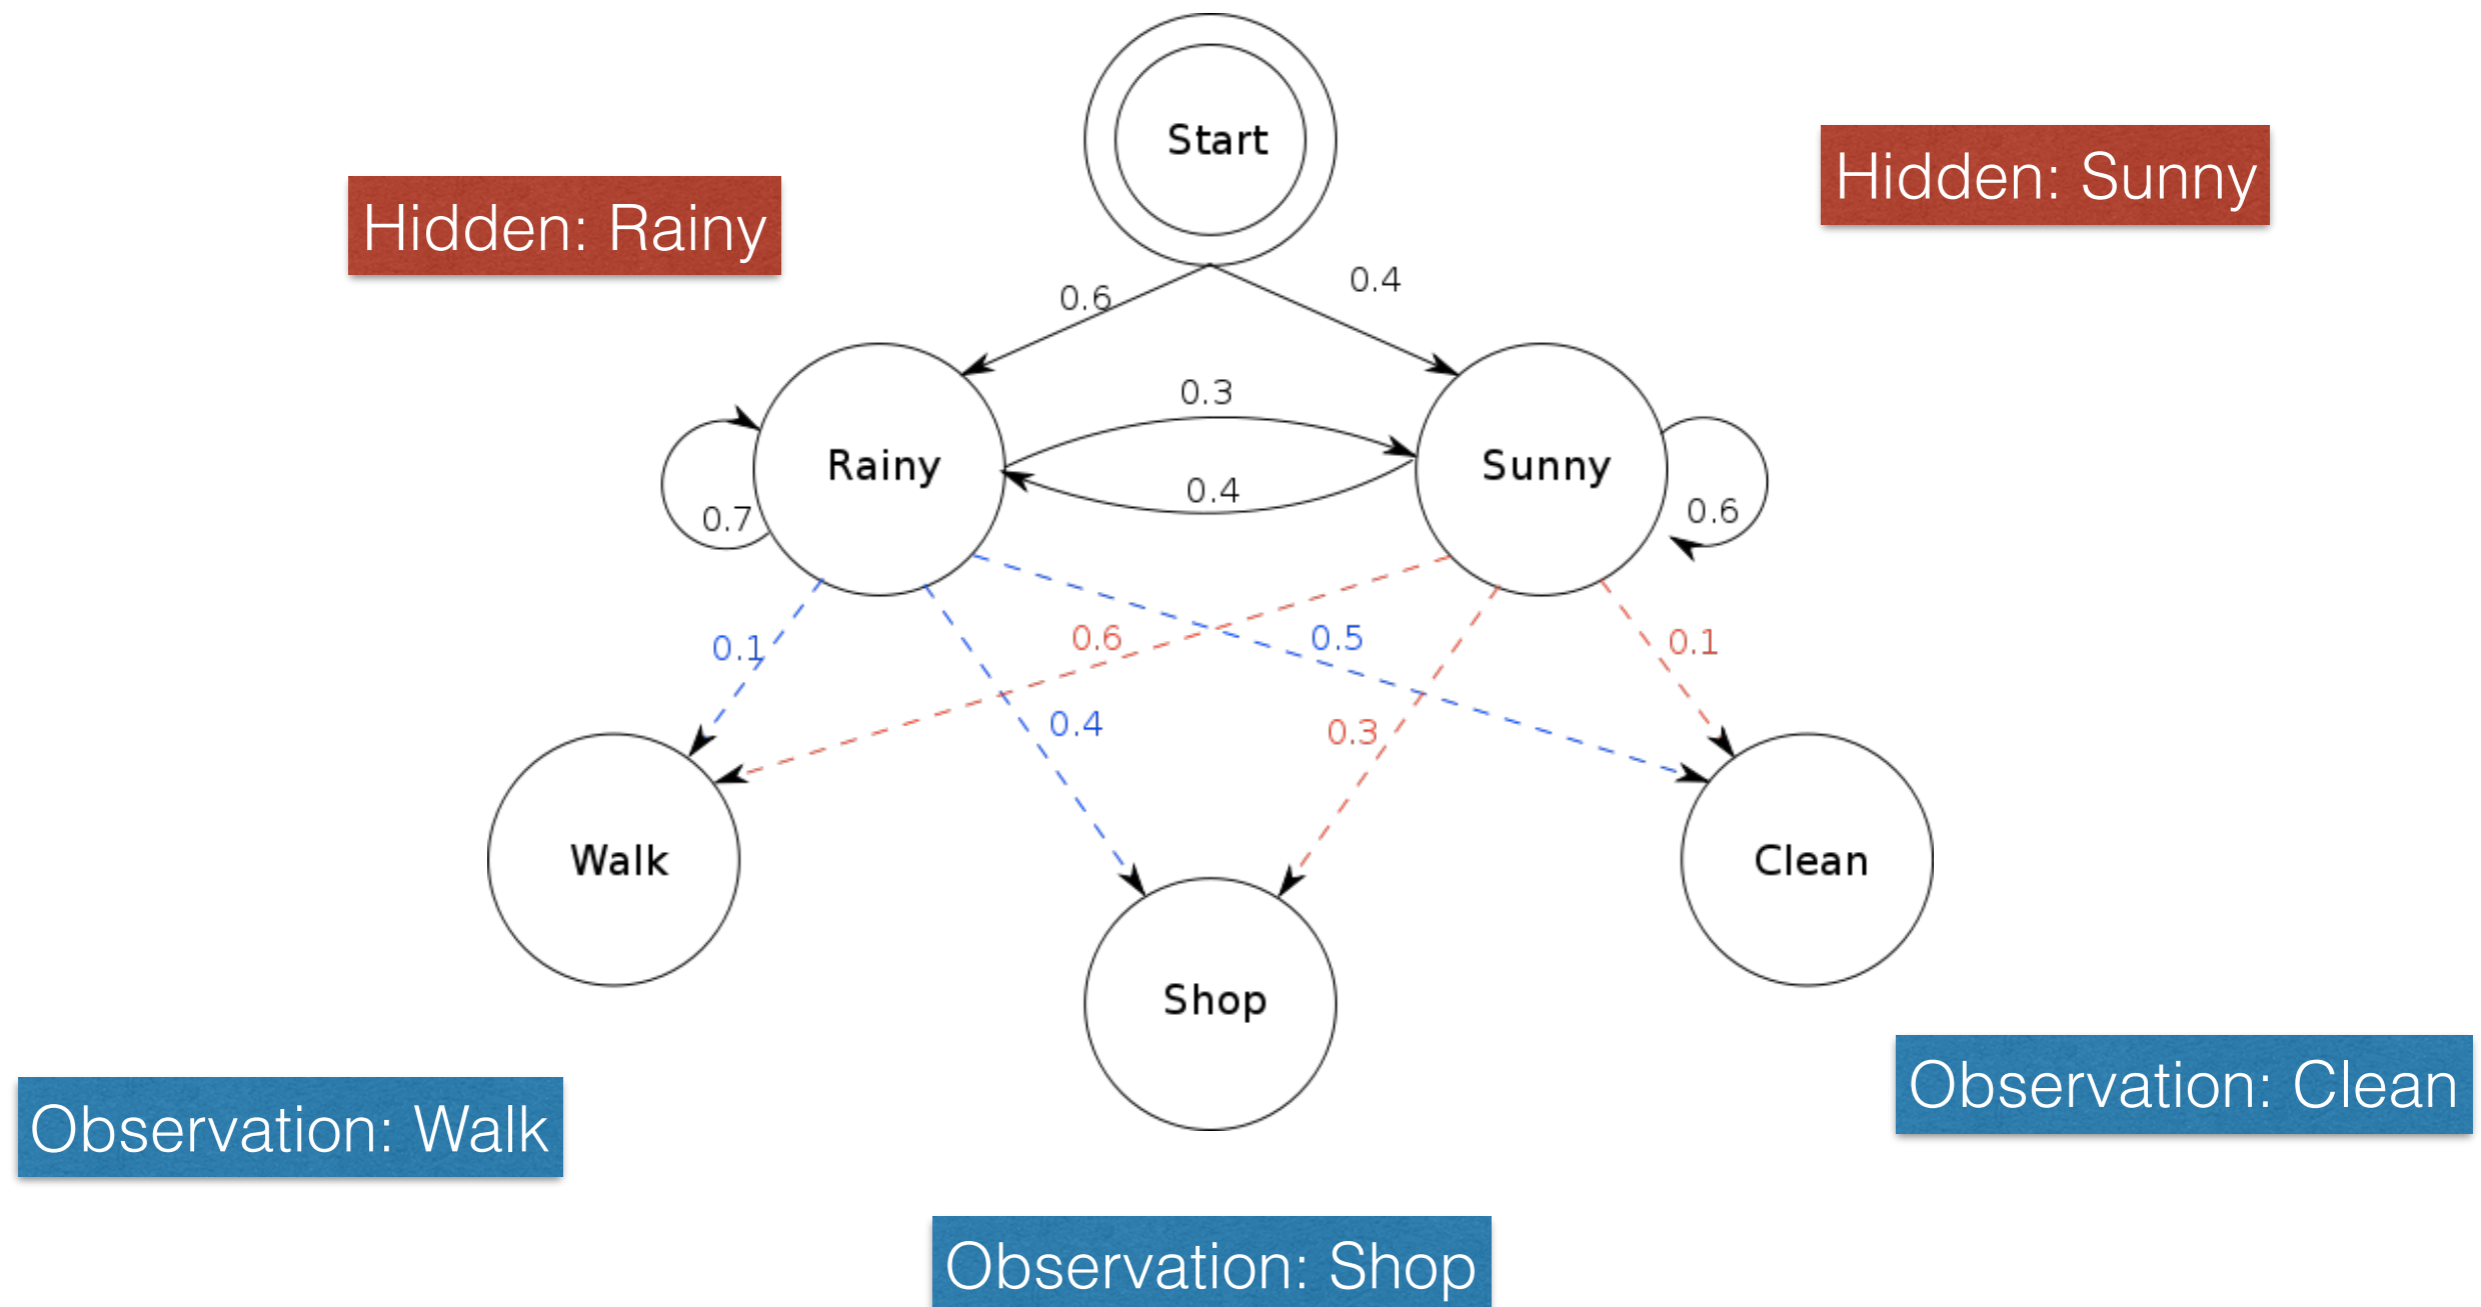 Start
Hidden: Sunny
Hidden: Rainy
0.6
0.4
0.3
Rainy
Sunny
0.4
0.7
0.6
0.1
0.6
0.5
0.1
0.4
0.3
Walk
Clean
Shop
Observation: Clean
Observation: Walk
Observation: Shop